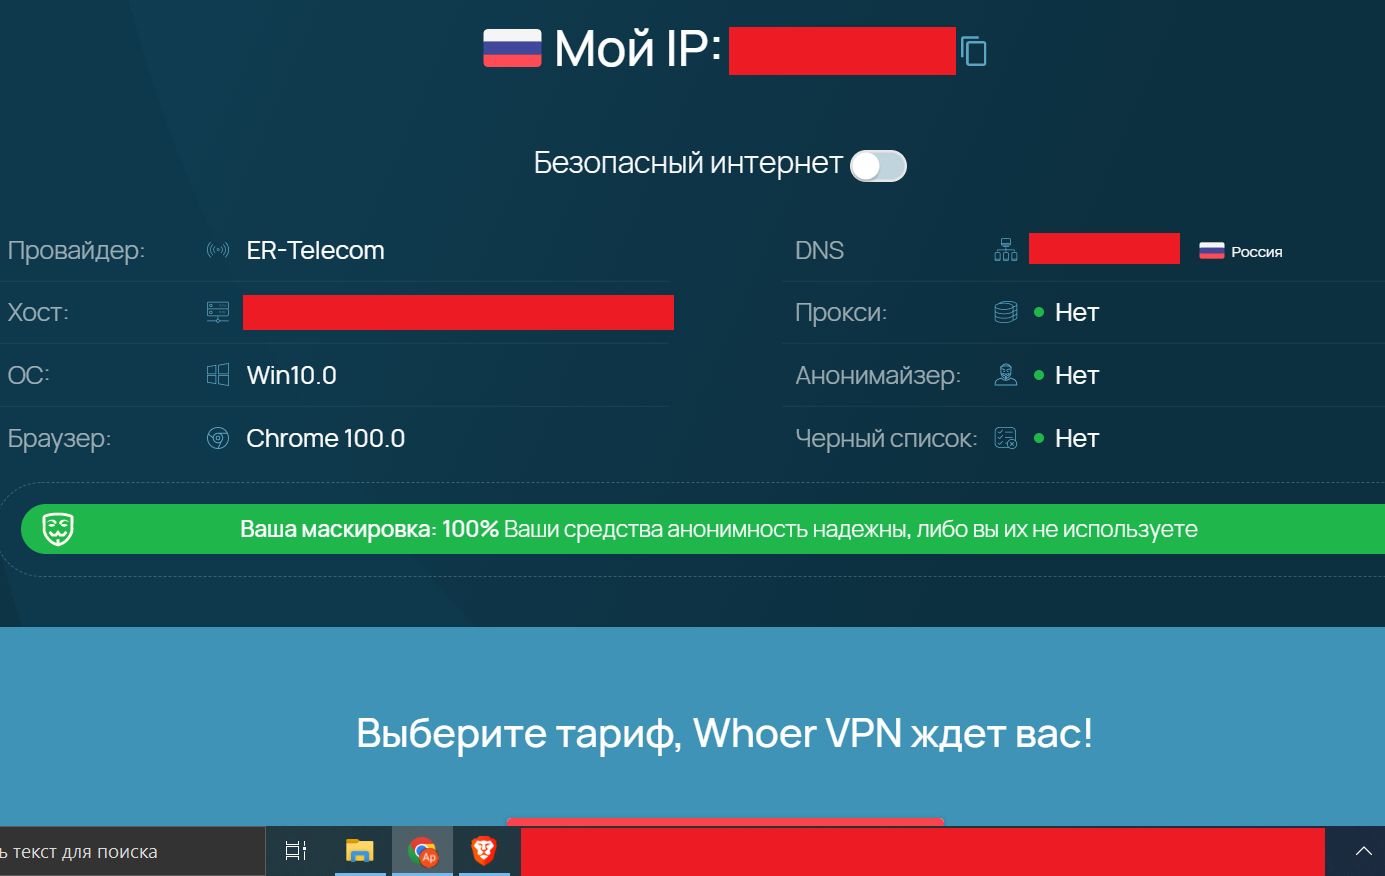 Мой IP:
Безопасный интернет
Провайдер: ER-Telecom
DNS Россия
Хост:
Прокси: Нет
ОС: Win10.0
Анонимайзер: Нет
Браузер: Chrome 100.0
Черный список: Нет
Ваша маскировка: 100% Ваши средства анонимность надежны, либо вы их не используете
Выберите тариф, Whoer VPN ждет вас!
ь текст для поиска
Ap